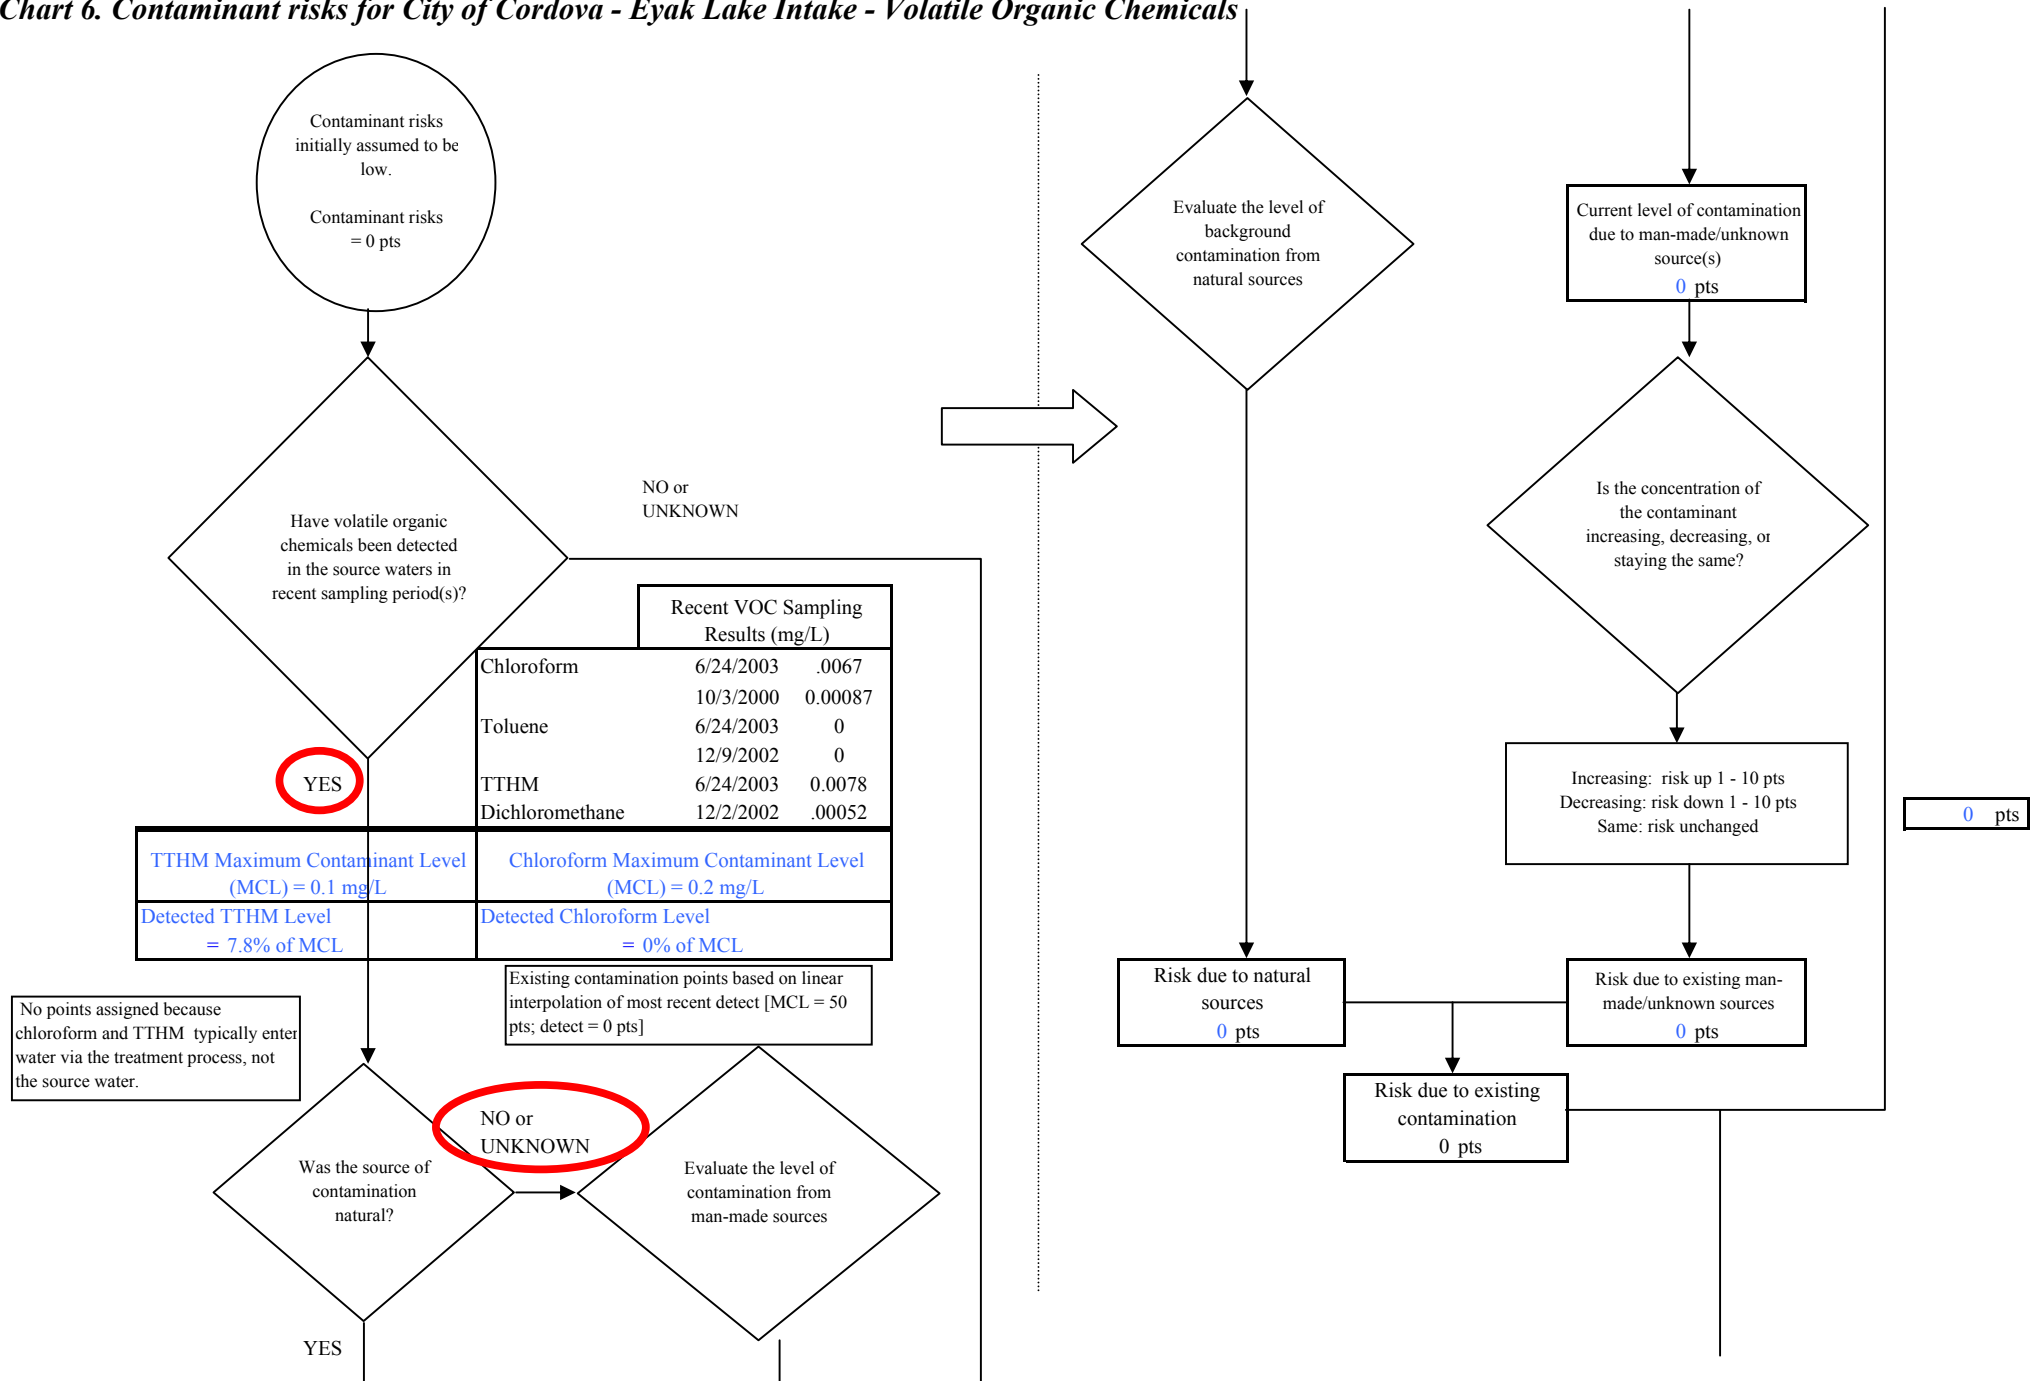 Chart 6. Contaminant risks for City of Cordova - Eyak Lake Intake - Volatile Organic Chemicals
Contaminant risks
initially assumed to be
low.
Contaminant risks
= 0 pts
Have volatile organic
chemicals been detected
in the source waters in
recent sampling period(s)?
NO or
UNKNOWN
Recent VOC Sampling
Results (mg/L)
Chloroform 6/24/2003 .0067
10/3/2000 0.00087
Toluene 6/24/2003 0
12/9/2002 0
TTHM 6/24/2003 0.0078
Dichloromethane 12/2/2002 .00052
YES
TTHM Maximum Contaminant Level
(MCL) = 0.1 mg/L
Chloroform Maximum Contaminant Level
(MCL) = 0.2 mg/L
Detected TTHM Level
= 7.8% of MCL
Detected Chloroform Level
= 0% of MCL
Existing contamination points based on linear
interpolation of most recent detect [MCL = 50
pts; detect = 0 pts]
No points assigned because
chloroform and TTHM typically enter
water via the treatment process, not
the source water.
Was the source of
contamination
natural?
NO or
UNKNOWN
Evaluate the level of
contamination from
man-made sources
YES
Evaluate the level of
background
contamination from
natural sources
Current level of contamination
due to man-made/unknown
source(s)
0 pts
Is the concentration of
the contaminant
increasing, decreasing, or
staying the same?
Increasing: risk up 1 - 10 pts
Decreasing: risk down 1 - 10 pts
Same: risk unchanged
0 pts
Risk due to natural
sources
0 pts
Risk due to existing man-
made/unknown sources
0 pts
Risk due to existing
contamination
0 pts